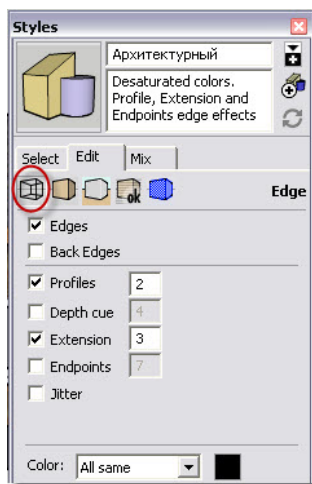 Styles
Архитектурный
Desaturated colors.
Profile, Extension and
Endpoints edge effects
Select Edit Mix
ok Edge
Edges
Back Edges
Profiles 2
Depth cue 4
Extension 3
Endpoints 7
Jitter
Color: All same